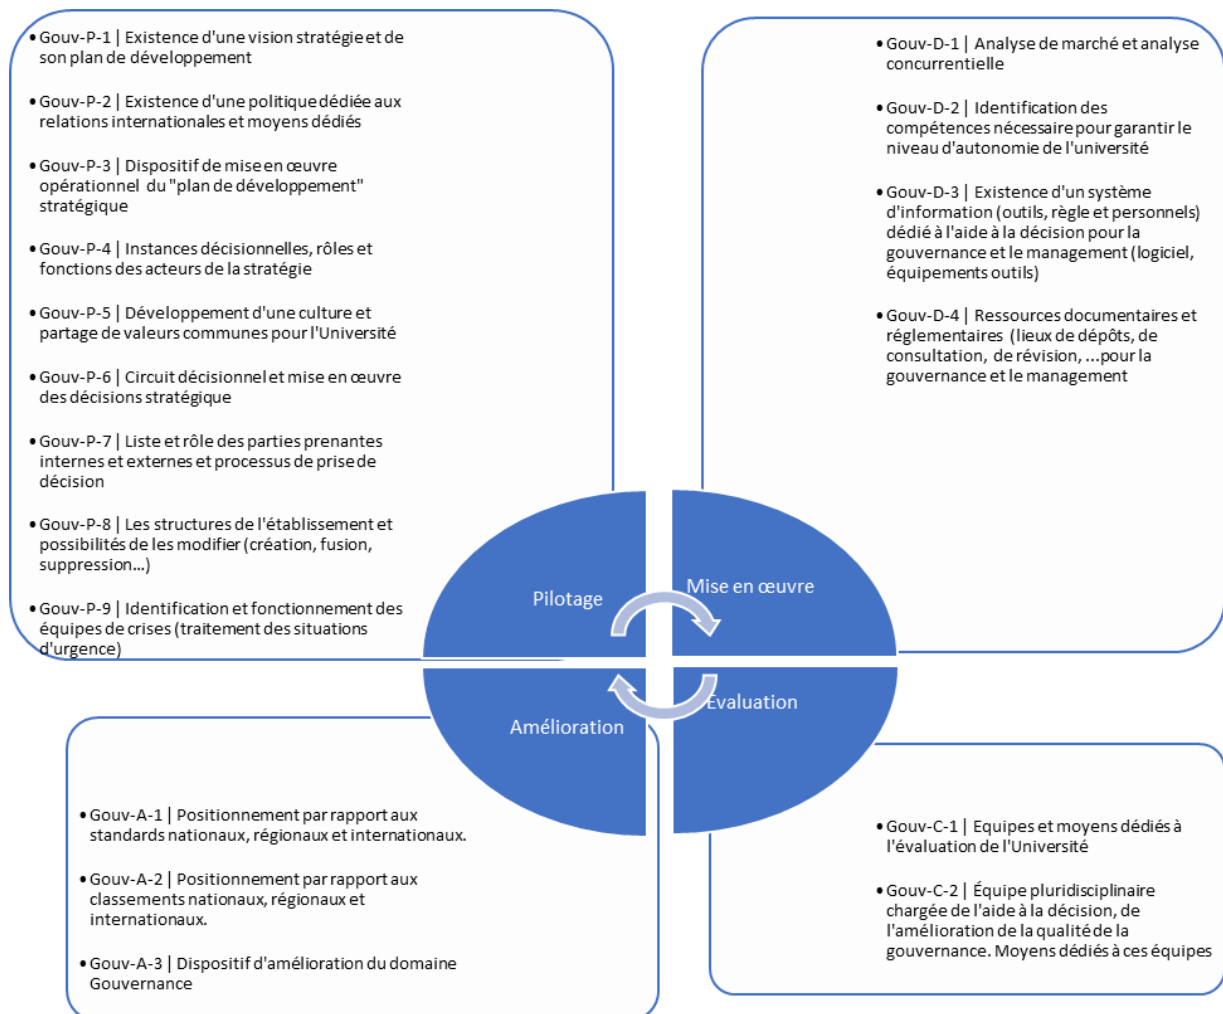 • Gouv-P-1 | Existence d'une vision stratégie et de
son plan de développement
• Gouv-P-2 | Existence d'une politique dédiée aux
relations internationales et moyens dédiés
• Gouv-P-3 | Dispositif de mise en œuvre
opérationnel du "plan de développement"
stratégique
• Gouv-P-4 | Instances décisionnelles, rôles et
fonctions des acteurs de la stratégie
• Gouv-P-5 | Développement d'une culture et
partage de valeurs communes pour l'Université
• Gouv-P-6 | Circuit décisionnel et mise en œuvre
des décisions stratégique
• Gouv-P-7 | Liste et rôle des parties prenantes
internes et externes et processus de prise de
décision
• Gouv-P-8 | Les structures de l'établissement et
possibilités de les modifier (création, fusion,
suppression...)
• Gouv-P-9 | Identification et fonctionnement des
équipes de crises (traitement des situations
d'urgence)
• Gouv-D-1 | Analyse de marché et analyse
concurrentielle
• Gouv-D-2 | Identification des
compétences nécessaire pour garantir le
niveau d'autonomie de l'université
• Gouv-D-3 | Existence d'un système
d'information (outils, règle et personnels)
dédié à l'aide à la décision pour la
gouvernance et le management (logiciel,
équipements outils)
• Gouv-D-4 | Ressources documentaires et
réglementaires (lieux de dépôts, de
consultation, de révision, ...pour la
gouvernance et le management
Pilotage
Mise en œuvre
Amélioration
Évaluation
• Gouv-A-1 | Positionnement par rapport aux
standards nationaux, régionaux et internationaux.
• Gouv-A-2 | Positionnement par rapport aux
classements nationaux, régionaux et
internationaux.
• Gouv-A-3 | Dispositif d'amélioration du domaine
Gouvernance
• Gouv-C-1 | Equipes et moyens dédiés à
l'évaluation de l'Université
• Gouv-C-2 | Équipe pluridisciplinaire
chargée de l'aide à la décision, de
l'amélioration de la qualité de la
gouvernance. Moyens dédiés à ces équipes